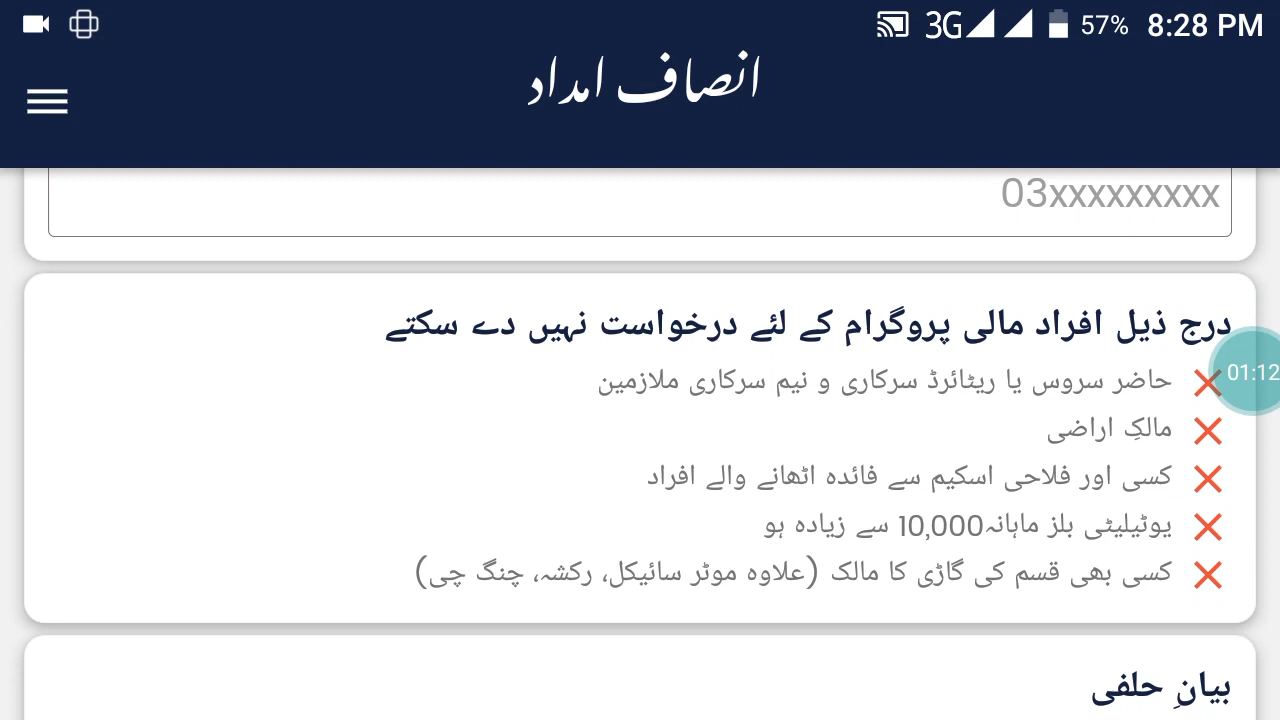 3G 57% 8:28 PM
انصاف امداد
03xxxxxxxxx
درج ذیل افراد مالی پروگرام کے لئے درخواست نہیں دے سکتے
01:12
حاضر سروس یا ریٹائرڈ سرکاری و نیم سرکاری ملازمین
مالکِ اراضی
کسی اور فلاحی اسکیم سے فائدہ اٹھانے والے افراد
یوٹیلیٹی بلز ماہانہ10,000 سے زیادہ ہو
کسی بھی قسم کی گاڑی کا مالک (علاوہ موٹر سائیکل، رکشہ، چنگ چی)
بیانِ حلفی